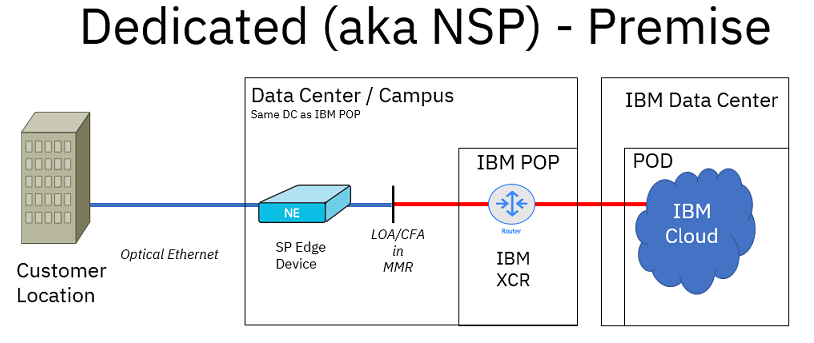 Dedicated (aka NSP) - Premise
Data Center / Campus
Same DC as IBM POP
IBM Data Center
IBM POP
POD
NE
IBM
Cloud
Router
Optical Ethernet
SP Edge
Device
LOA/CFA
in
MMR
IBM
XCR
Customer
Location